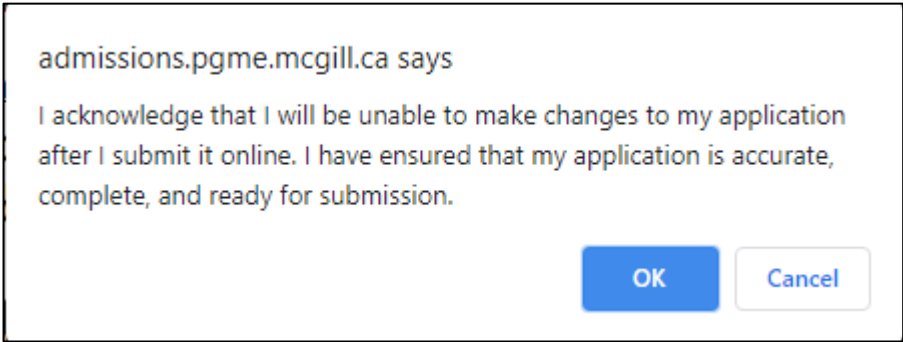 admissions.pgme.mcgill.ca says
I acknowledge that I will be unable to make changes to my application
after I submit it online. I have ensured that my application is accurate,
complete, and ready for submission.
OK Cancel